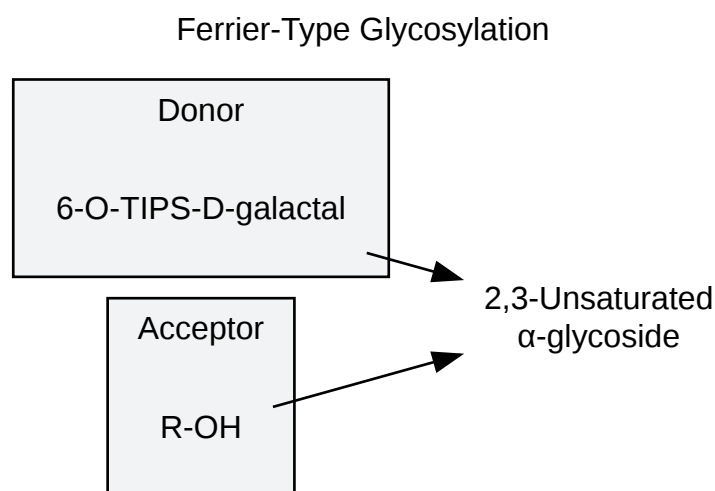 Ferrier-Type Glycosylation
Donor
6-O-TIPS-D-galactal
2,3-Unsaturated
α-glycoside
Acceptor
R-OH